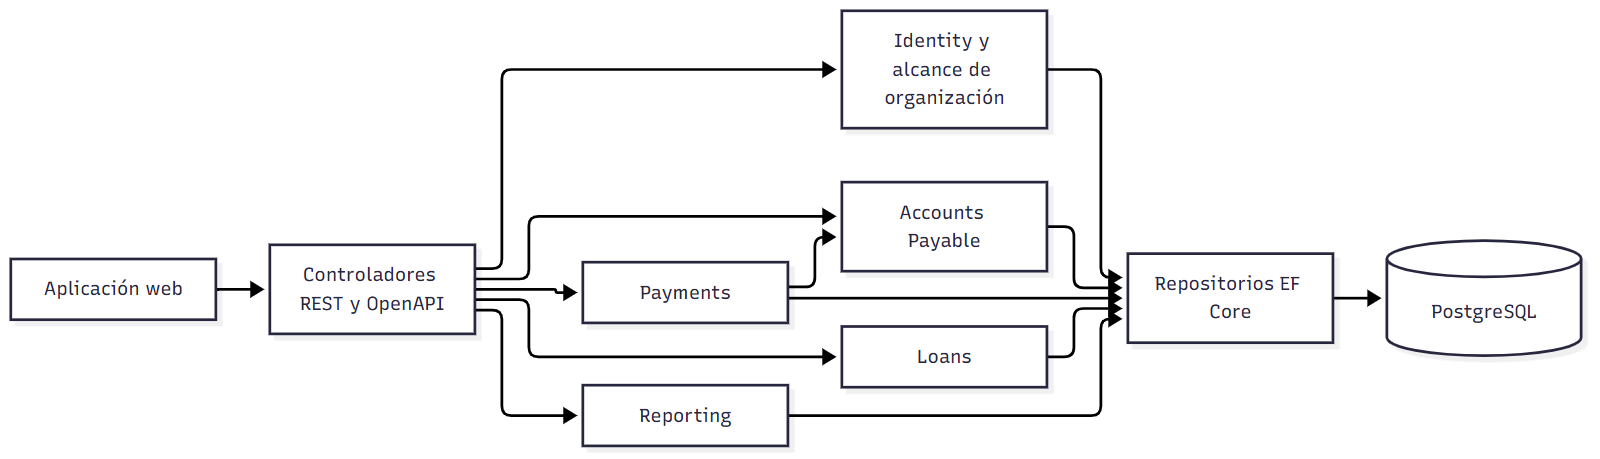 Identity y
alcance de
organización
Accounts
Payable
Aplicación web
Controladores
REST y OpenAPI
Payments
Repositorios EF
Core
PostgreSQL
Loans
Reporting